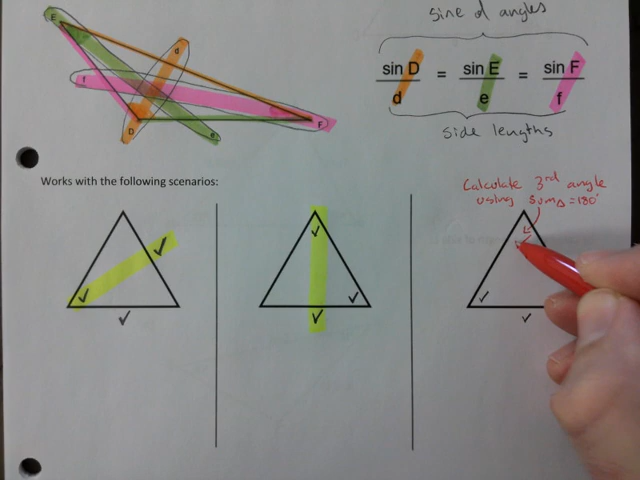 sine of angles
E
d
f
D
e
F
sin D / d = sin E / e = sin F / f
side lengths
Works with the following scenarios:
Calculate 3rd angle
using sum△=180°